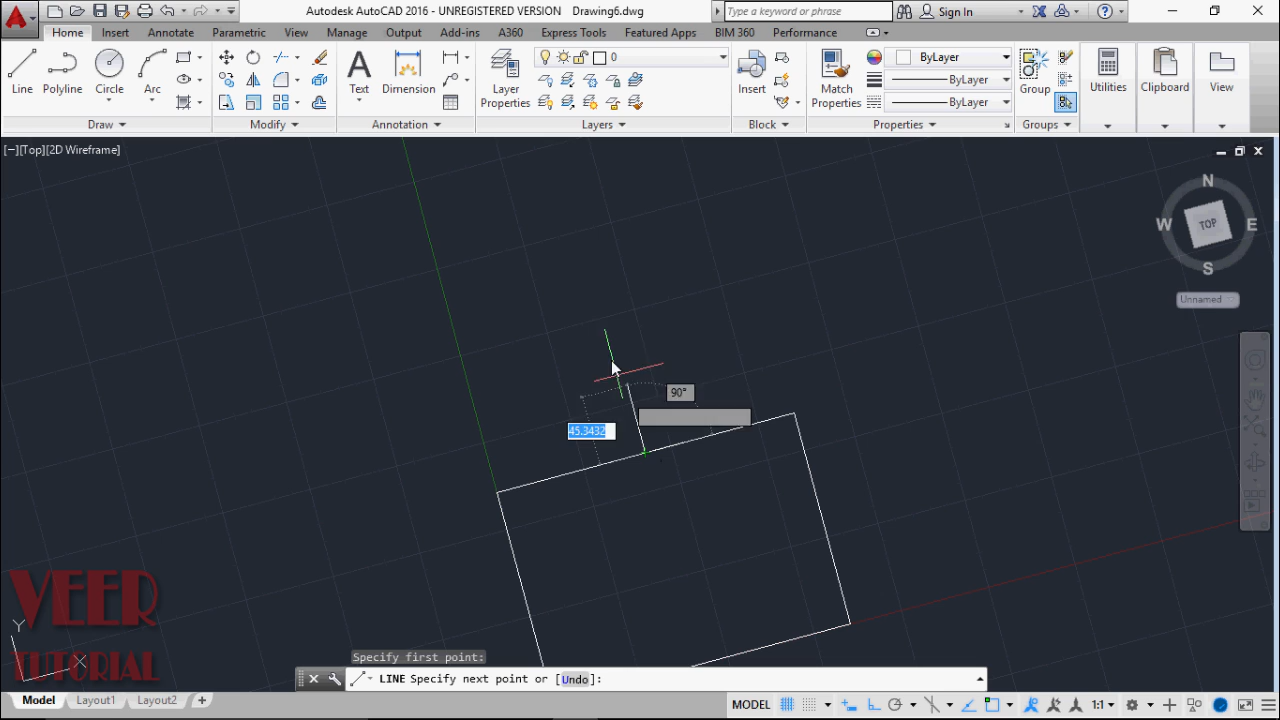 Autodesk AutoCAD 2016 - UNREGISTERED VERSION Drawing6.dwg
Type a keyword or phrase
Sign In
Home Insert Annotate Parametric View Manage Output Add-ins A360 Express Tools Featured Apps BIM 360 Performance
0
ByLayer
ByLayer
ByLayer
Line Polyline Circle Arc
Text Dimension
Layer Properties
Insert
Match Properties
Group
Utilities
Clipboard
View
Draw
Modify
Annotation
Layers
Block
Properties
Groups
[−][Top][2D Wireframe]
N
W TOP E
S
Unnamed
90°
45.3432
VEER
TUTORIAL
Y
X
Specify first point:
LINE Specify next point or [Undo]:
Model Layout1 Layout2 +
MODEL
1:1